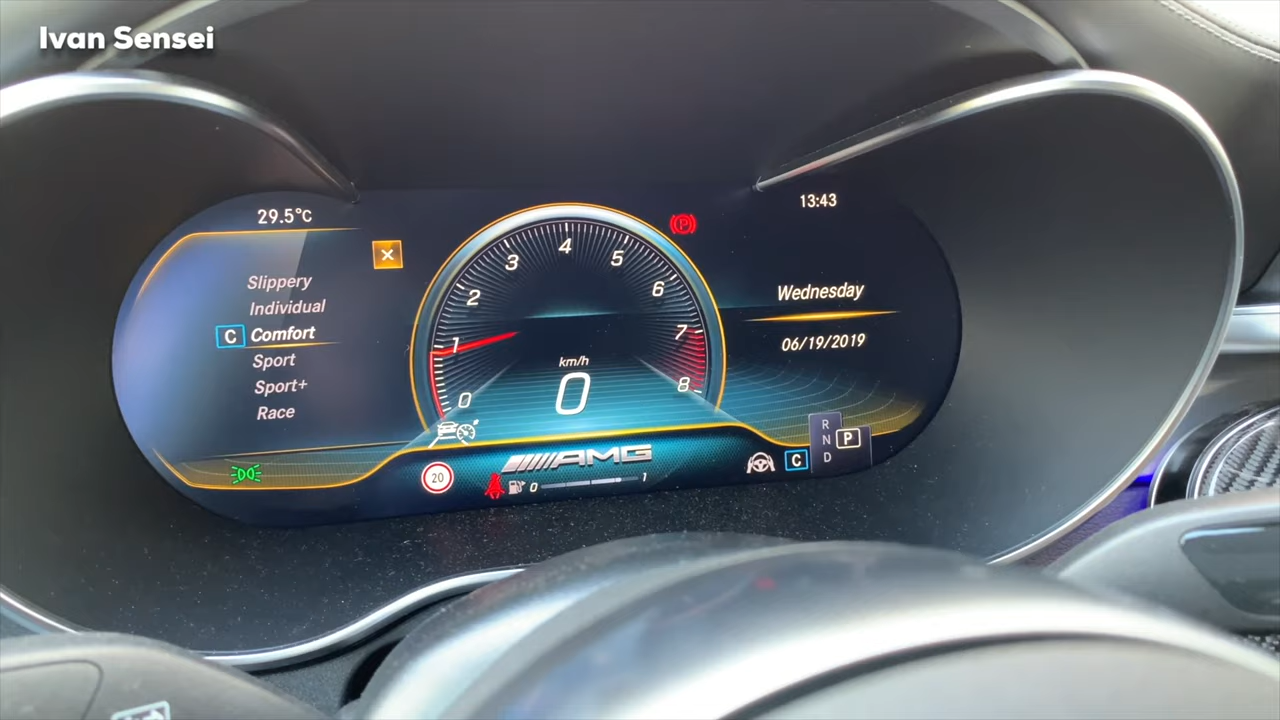 Ivan Sensei
29.5°C
13:43
Slippery
Individual
C Comfort
Sport
Sport+
Race
0
1
2
3
4
5
6
7
8
km/h
0
P
Wednesday
06/19/2019
20
AMG
0 1
C
R
N P
D